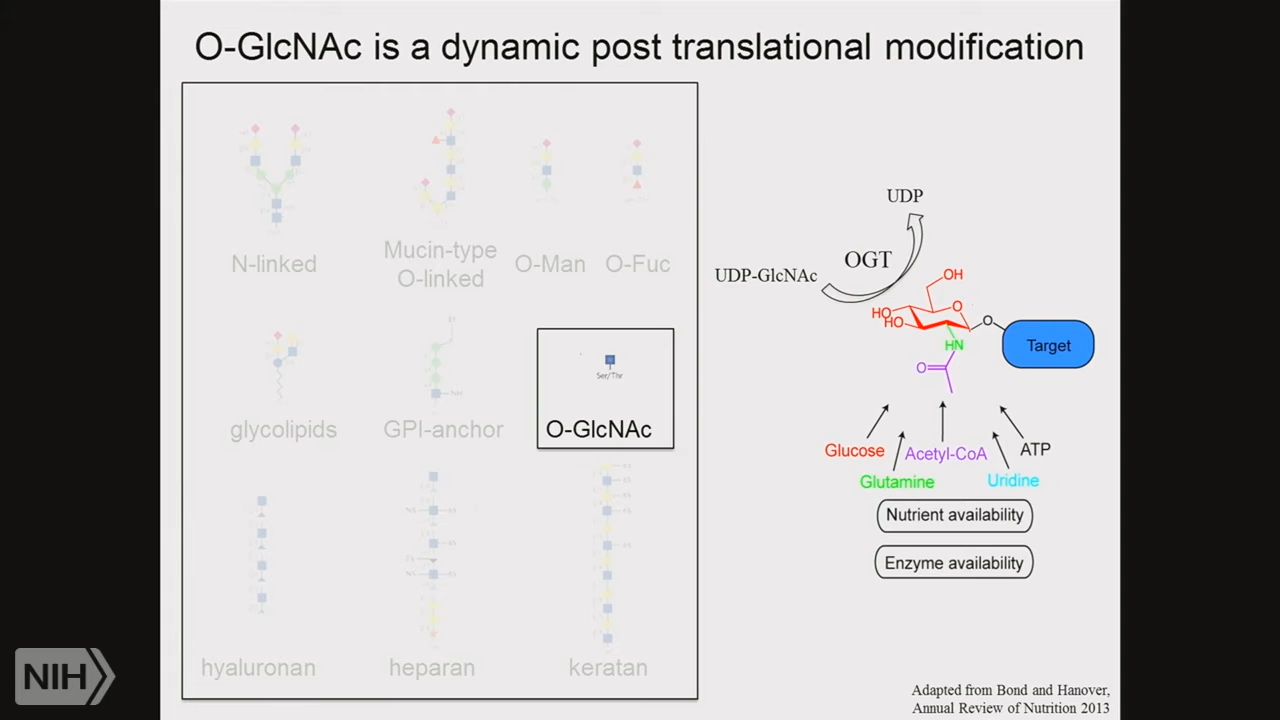 O-GlcNAc is a dynamic post translational modification
N-linked
Mucin-type
O-linked
O-Man
O-Fuc
glycolipids
NH
GPI-anchor
Ser/Thr
O-GlcNAc
hyaluronan
heparan
keratan
UDP
OGT
UDP-GlcNAc
OH
HO
HO
O
O
HN
O
Target
Glucose
Acetyl-CoA
ATP
Glutamine
Uridine
Nutrient availability
Enzyme availability
Adapted from Bond and Hanover,
Annual Review of Nutrition 2013
NIH